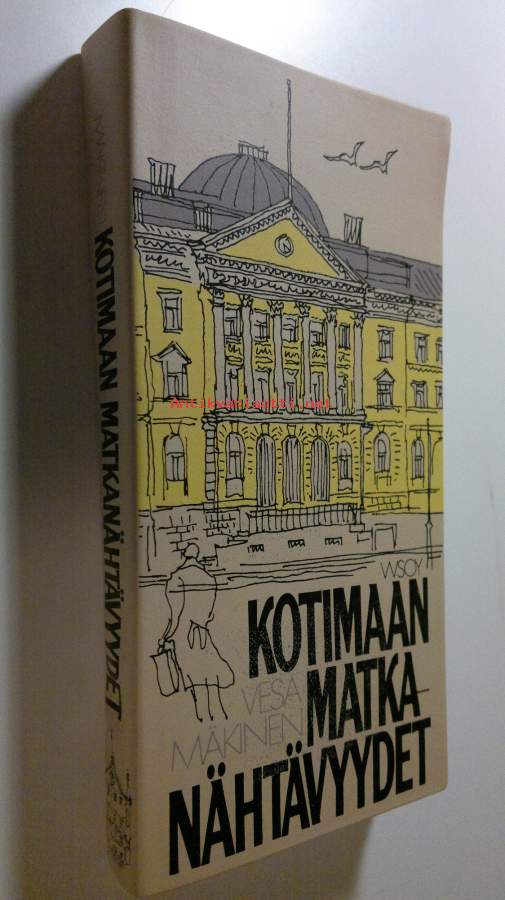 KOTIMAAN MATKANÄHTÄVYYDET
Antikvariaatti.net
WSOY
KOTIMAAN
VESA
MÄKINEN
MATKA-
NÄHTÄVYYDET